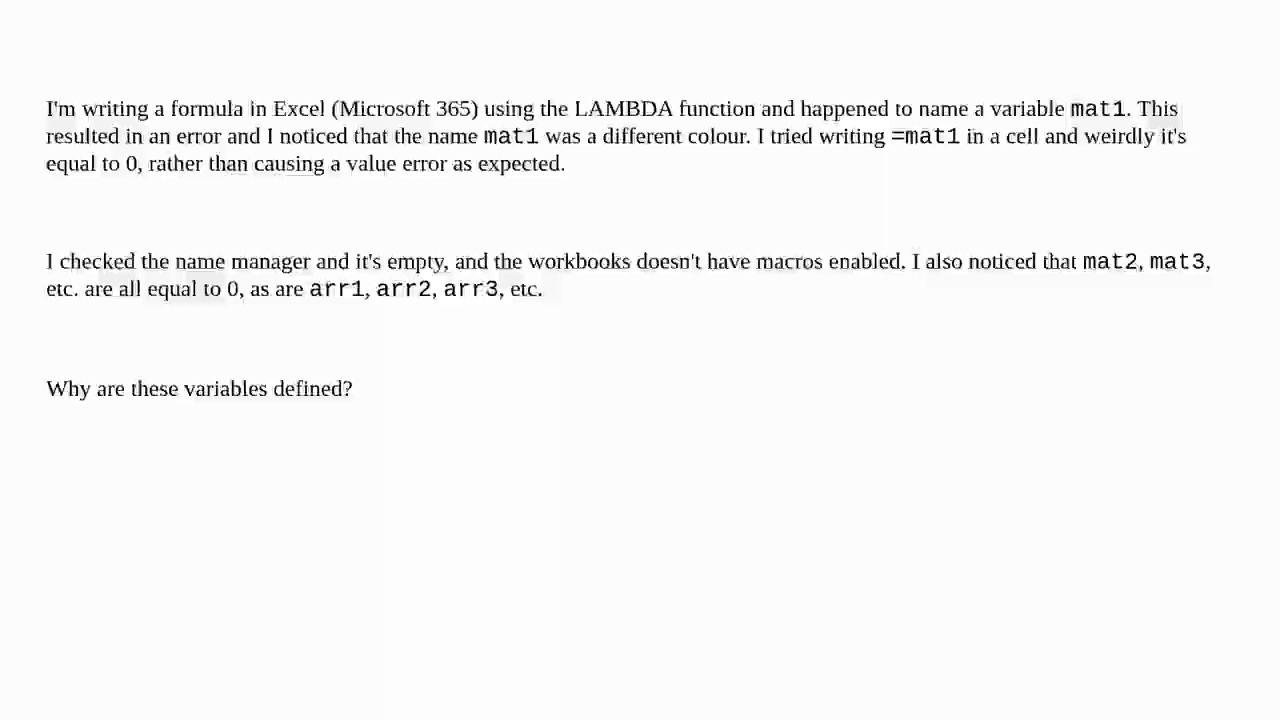 I'm writing a formula in Excel (Microsoft 365) using the LAMBDA function and happened to name a variable mat1. This
resulted in an error and I noticed that the name mat1 was a different colour. I tried writing =mat1 in a cell and weirdly it's
equal to 0, rather than causing a value error as expected.
I checked the name manager and it's empty, and the workbooks doesn't have macros enabled. I also noticed that mat2, mat3,
etc. are all equal to 0, as are arr1, arr2, arr3, etc.
Why are these variables defined?